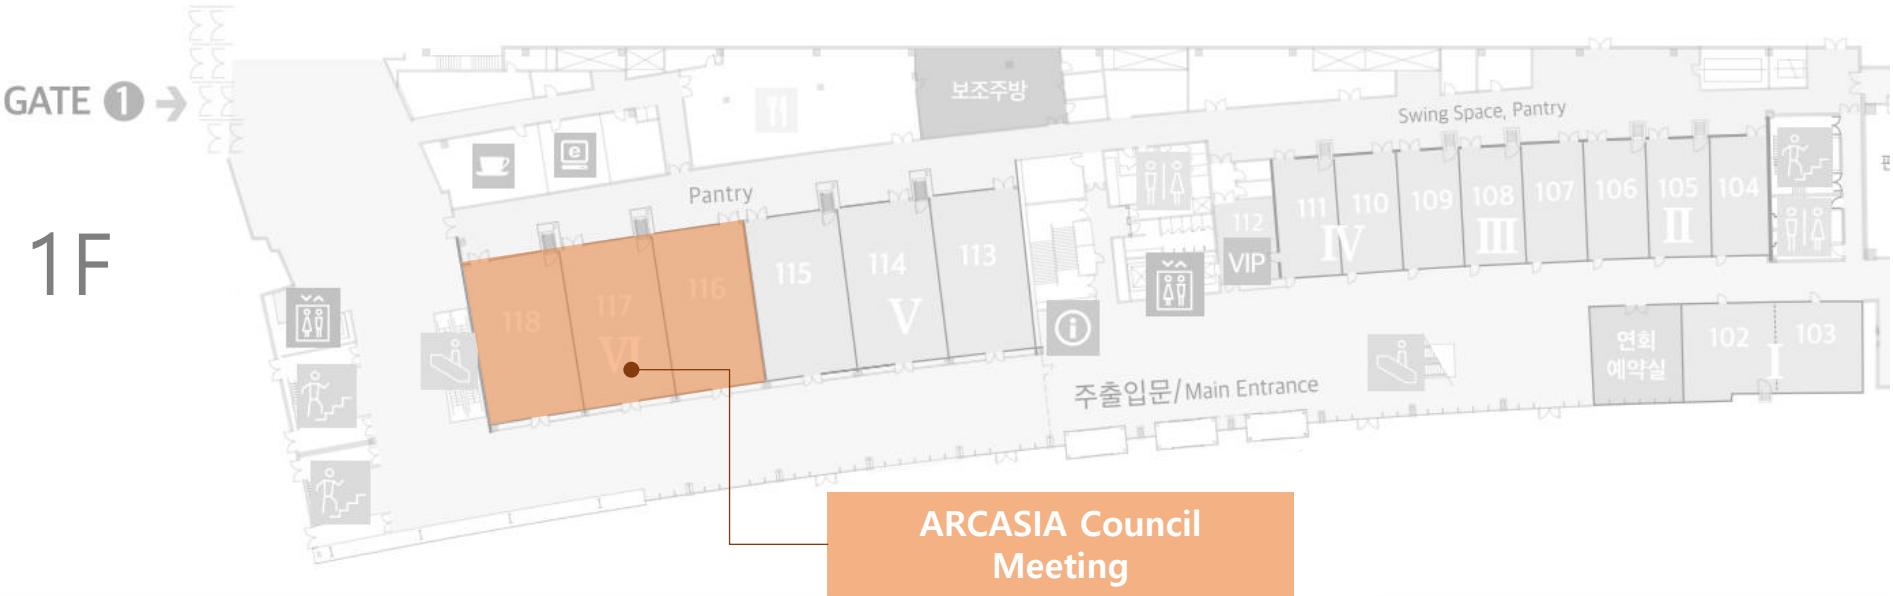 GATE 1
1F
보조주방
Swing Space, Pantry
Pantry
118
117
116
VI
115
114
V
113
112
VIP
111
110
IV
109
108
III
107
106
105
II
104
연회
예약실
102
103
I
주출입문/Main Entrance
ARCASIA Council
Meeting